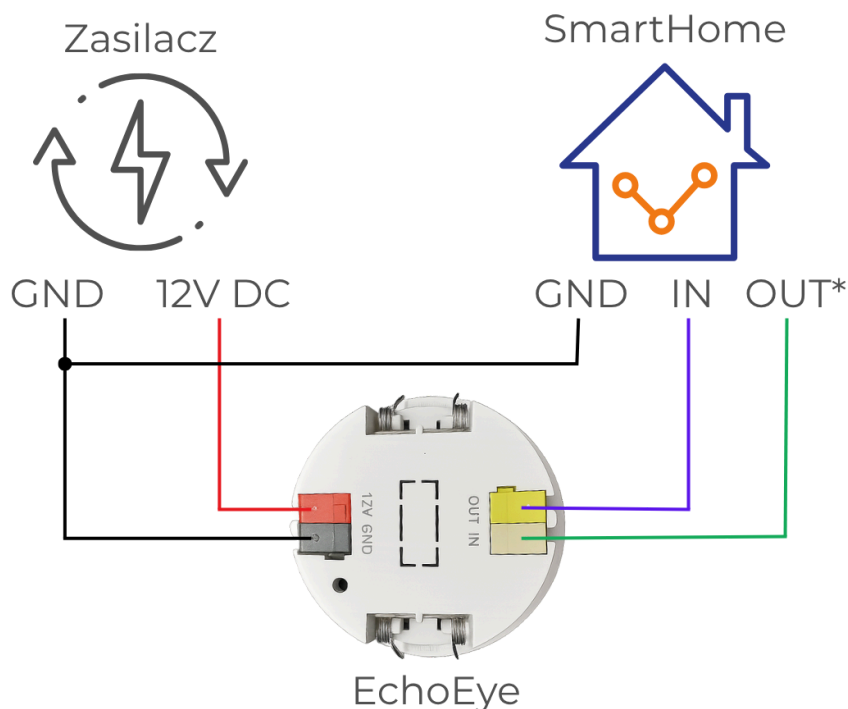 Zasilacz
SmartHome
GND 12V DC
GND IN OUT*
12V GND
OUT IN
EchoEye